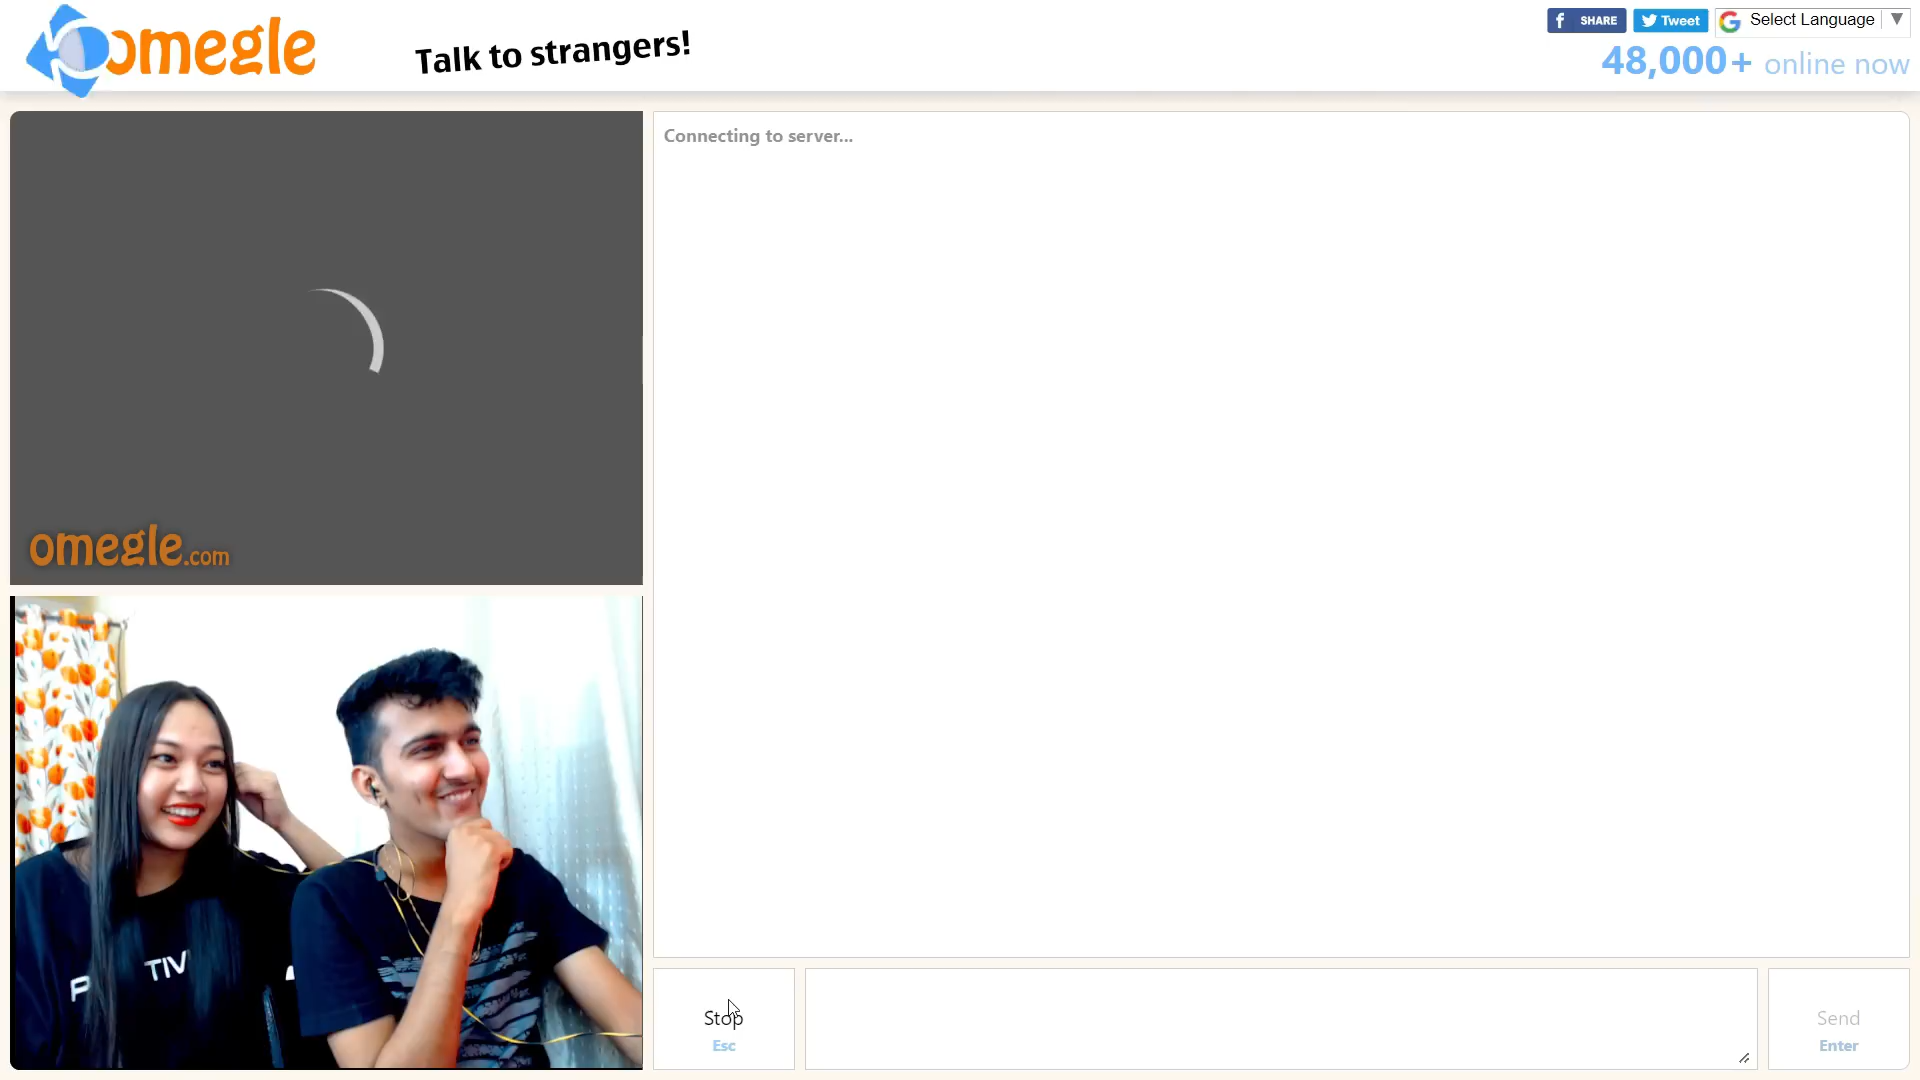 omegle
Talk to strangers!
f SHARE
Tweet
G Select Language ▼
48,000+ online now
Connecting to server...
omegle.com
TIV
Stop
Esc
Send
Enter